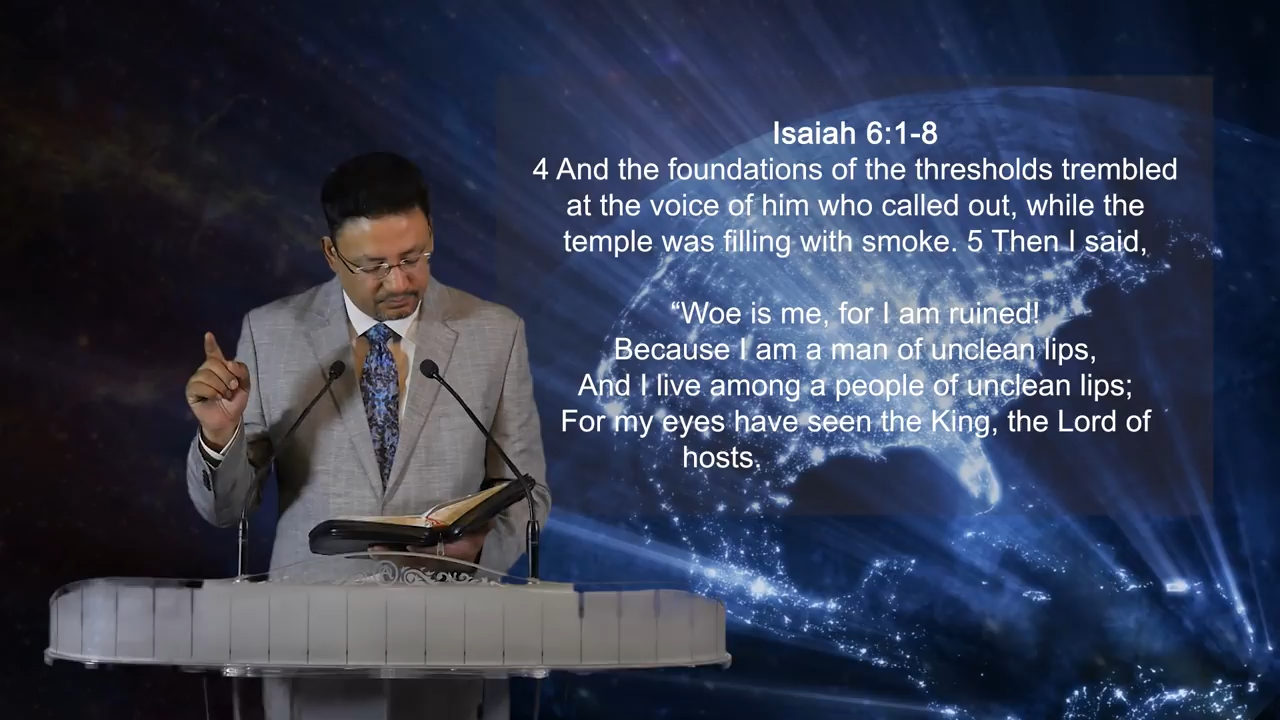 Isaiah 6:1-8
4 And the foundations of the thresholds trembled
at the voice of him who called out, while the
temple was filling with smoke. 5 Then I said,
“Woe is me, for I am ruined!
Because I am a man of unclean lips,
And I live among a people of unclean lips;
For my eyes have seen the King, the Lord of
hosts.